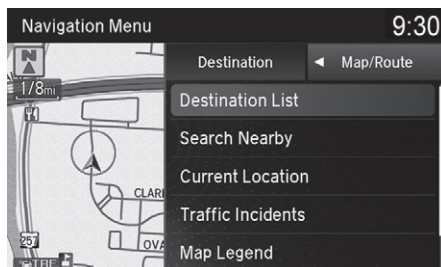 Navigation Menu 9:30
N
Destination ◄ Map/Route
1/8mi
Destination List
Search Nearby
Current Location
CLAR
Traffic Incidents
257
OVA
Map Legend